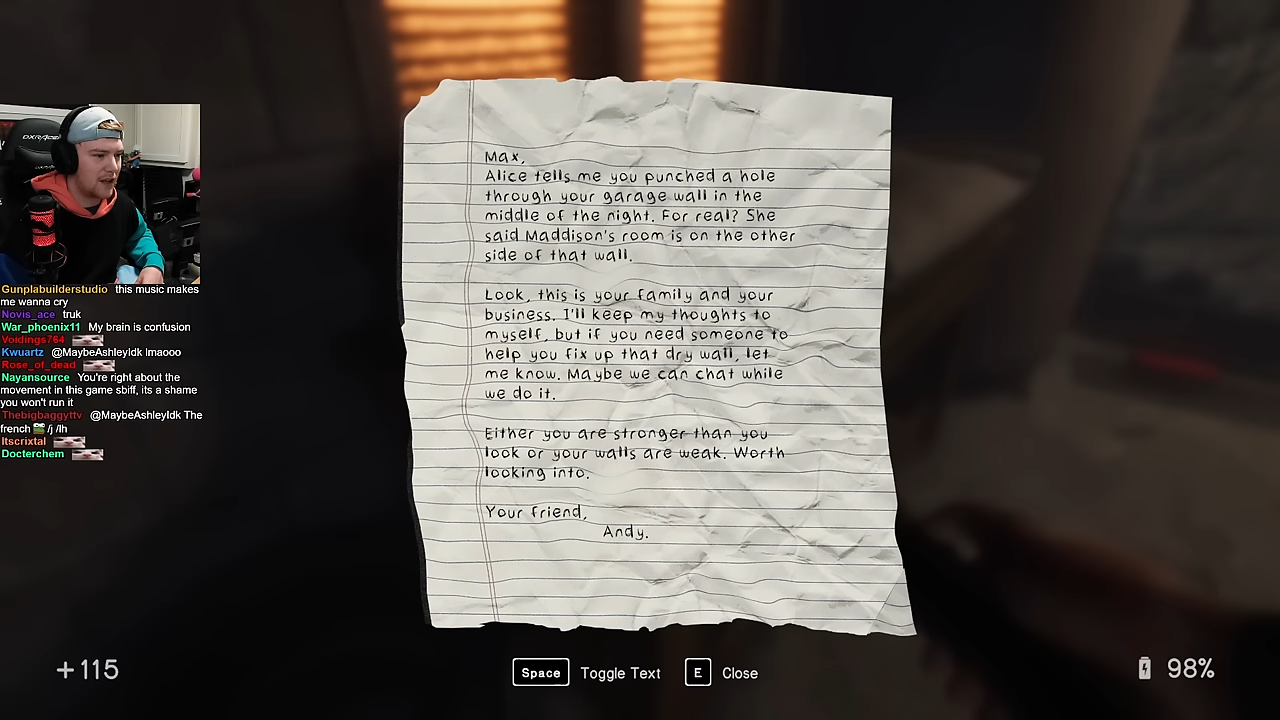 DXRACER
Gunplabuilderstudio this music makes
me wanna cry
Novis_ace truk
War_phoenix11 My brain is confusion
Voidings764
Kwuartz @MaybeAshleyIdk lmaooo
Rose_of_dead
Nayansource You're right about the
movement in this game sbiff, its a shame
you won't run it
Thebigbaggyttv @MaybeAshleyIdk The
french 🐸 /j /lh
Itscrixtal
Docterchem
Max,
Alice tells me you punched a hole
through your garage wall in the
middle of the night. For real? She
said Maddison's room is on the other
side of that wall.
Look, this is your family and your
business. I'll keep my thoughts to
myself, but if you need someone to
help you fix up that dry wall, let
me know. Maybe we can chat while
we do it.
Either you are stronger than you
look or your walls are weak. Worth
looking into.
Your friend,
Andy.
+115
Space Toggle Text E Close
98%